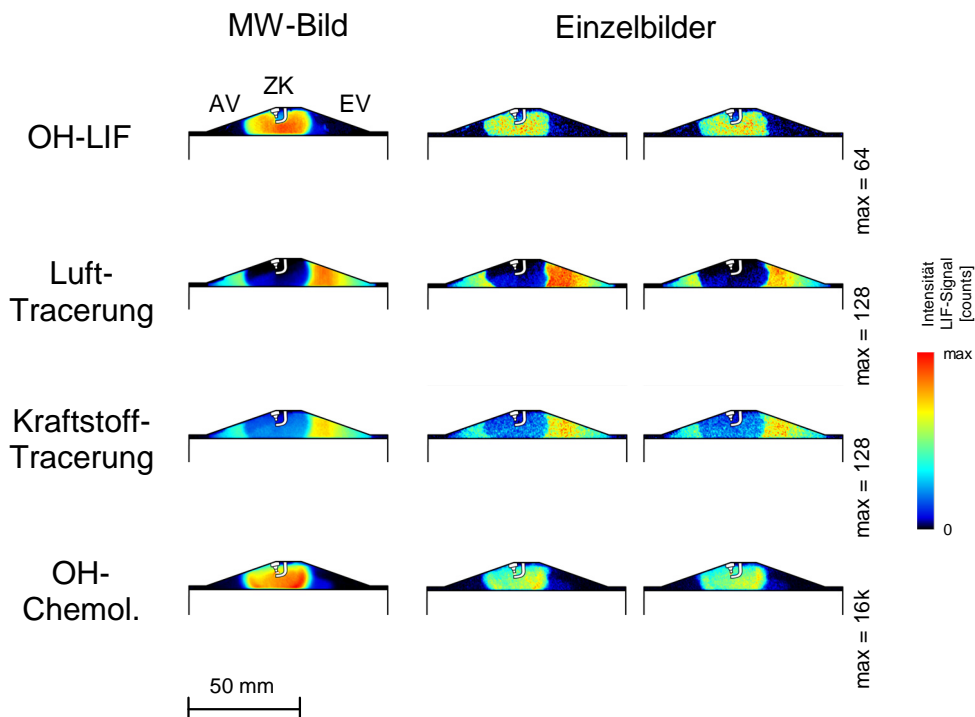 MW-Bild
Einzelbilder
ZK
AV
EV
OH-LIF
max = 64
Luft-
Tracerung
max = 128
Intensität
LIF-Signal
[counts]
max
0
Kraftstoff-
Tracerung
max = 128
OH-
Chemol.
max = 16k
50 mm